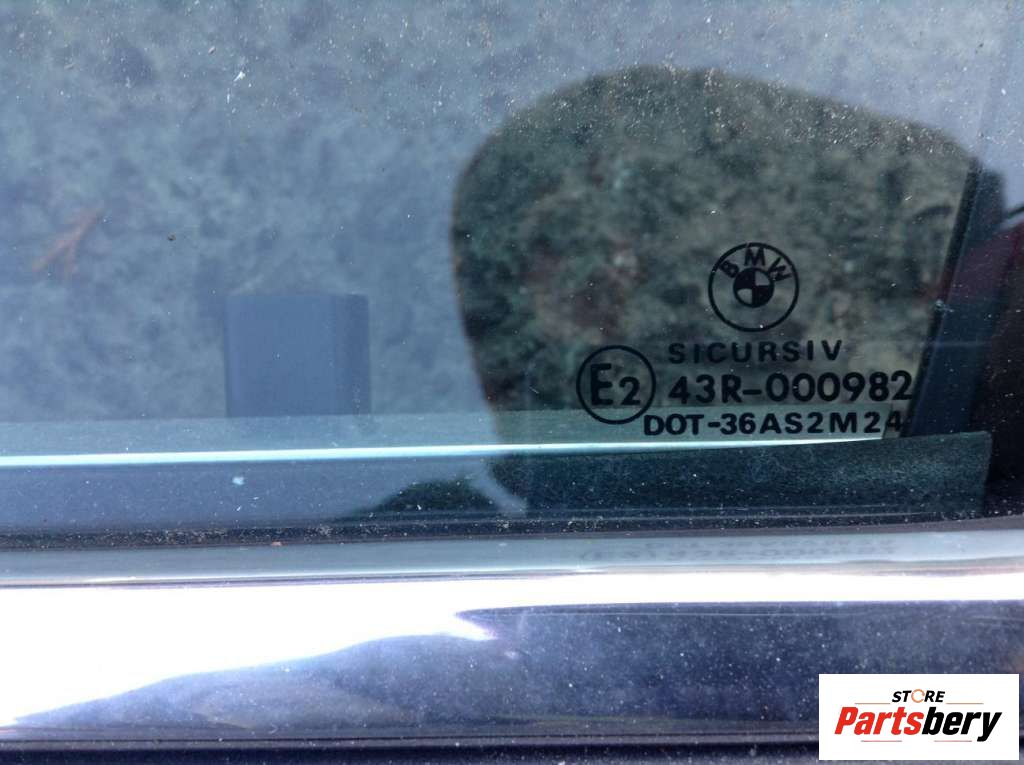 BMW
SICURSIV
E2 43R-000982
DOT-36AS2M24
STORE
Partsbery